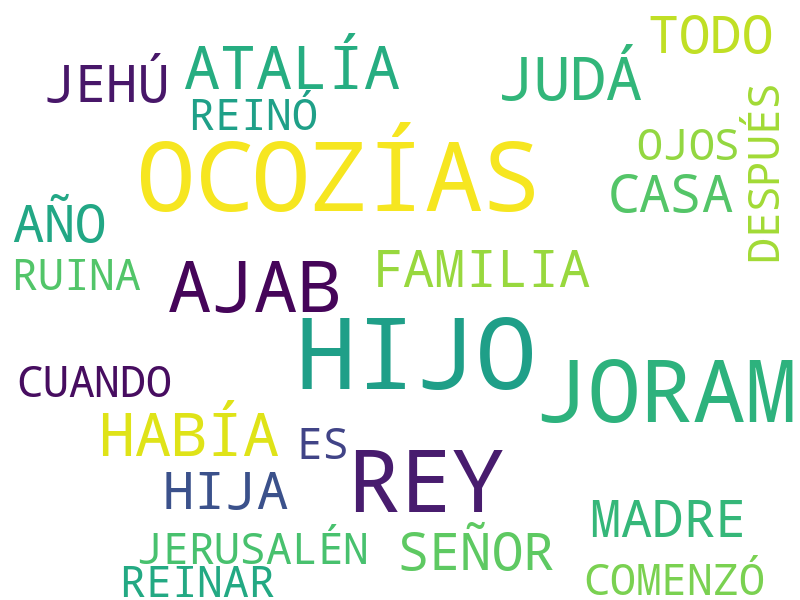 TODO
JEHÚ
ATALÍA
JUDÁ
REINÓ
OCOZÍAS
OJOS
DESPUÉS
CASA
AÑO
RUINA
AJAB
FAMILIA
HIJO
CUANDO
JORAM
HABÍA
ES
HIJA
REY
MADRE
JERUSALÉN
SEÑOR
REINAR
COMENZÓ